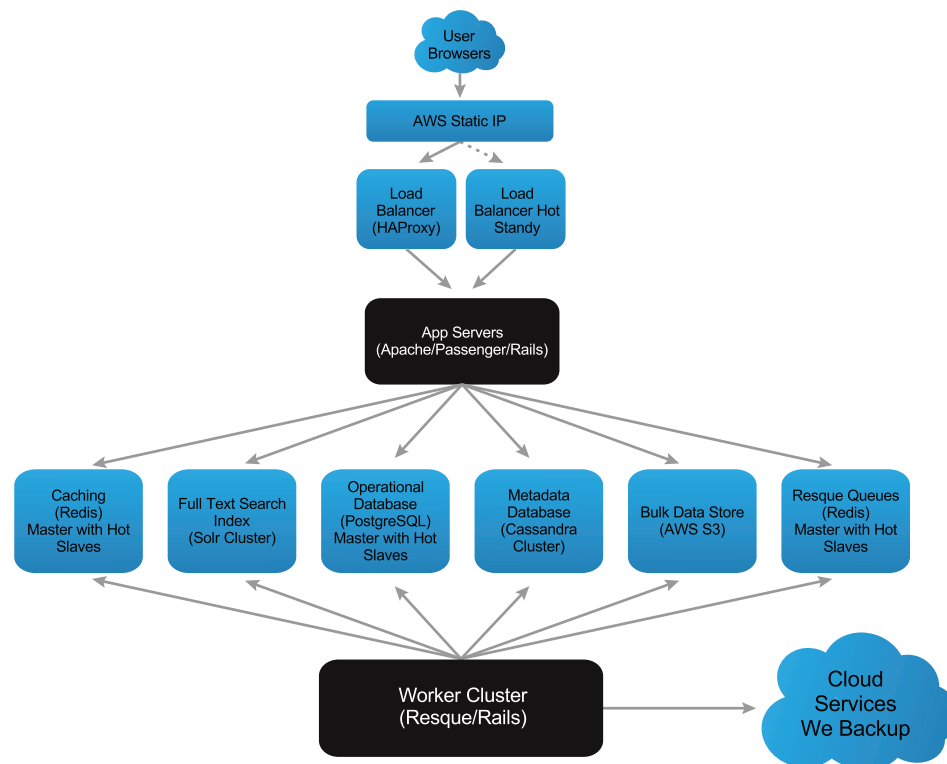 User
Browsers
AWS Static IP
Load
Balancer
(HAProxy)
Load
Balancer Hot
Standy
App Servers
(Apache/Passenger/Rails)
Caching
(Redis)
Master with Hot
Slaves
Full Text Search
Index
(Solr Cluster)
Operational
Database
(PostgreSQL)
Master with Hot
Slaves
Metadata
Database
(Cassandra
Cluster)
Bulk Data Store
(AWS S3)
Resque Queues
(Redis)
Master with Hot
Slaves
Worker Cluster
(Resque/Rails)
Cloud
Services
We Backup